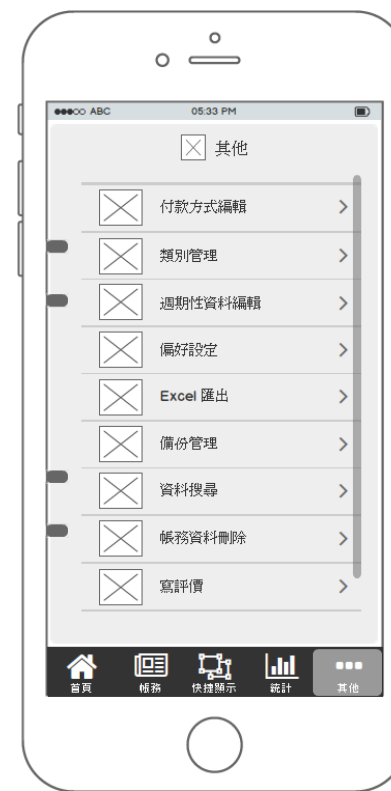 ABC 05:33 PM
其他
付款方式編輯
類別管理
週期性資料編輯
偏好設定
Excel 匯出
備份管理
資料搜尋
帳務資料刪除
寫評價
首頁 帳務 快捷顯示 統計 其他